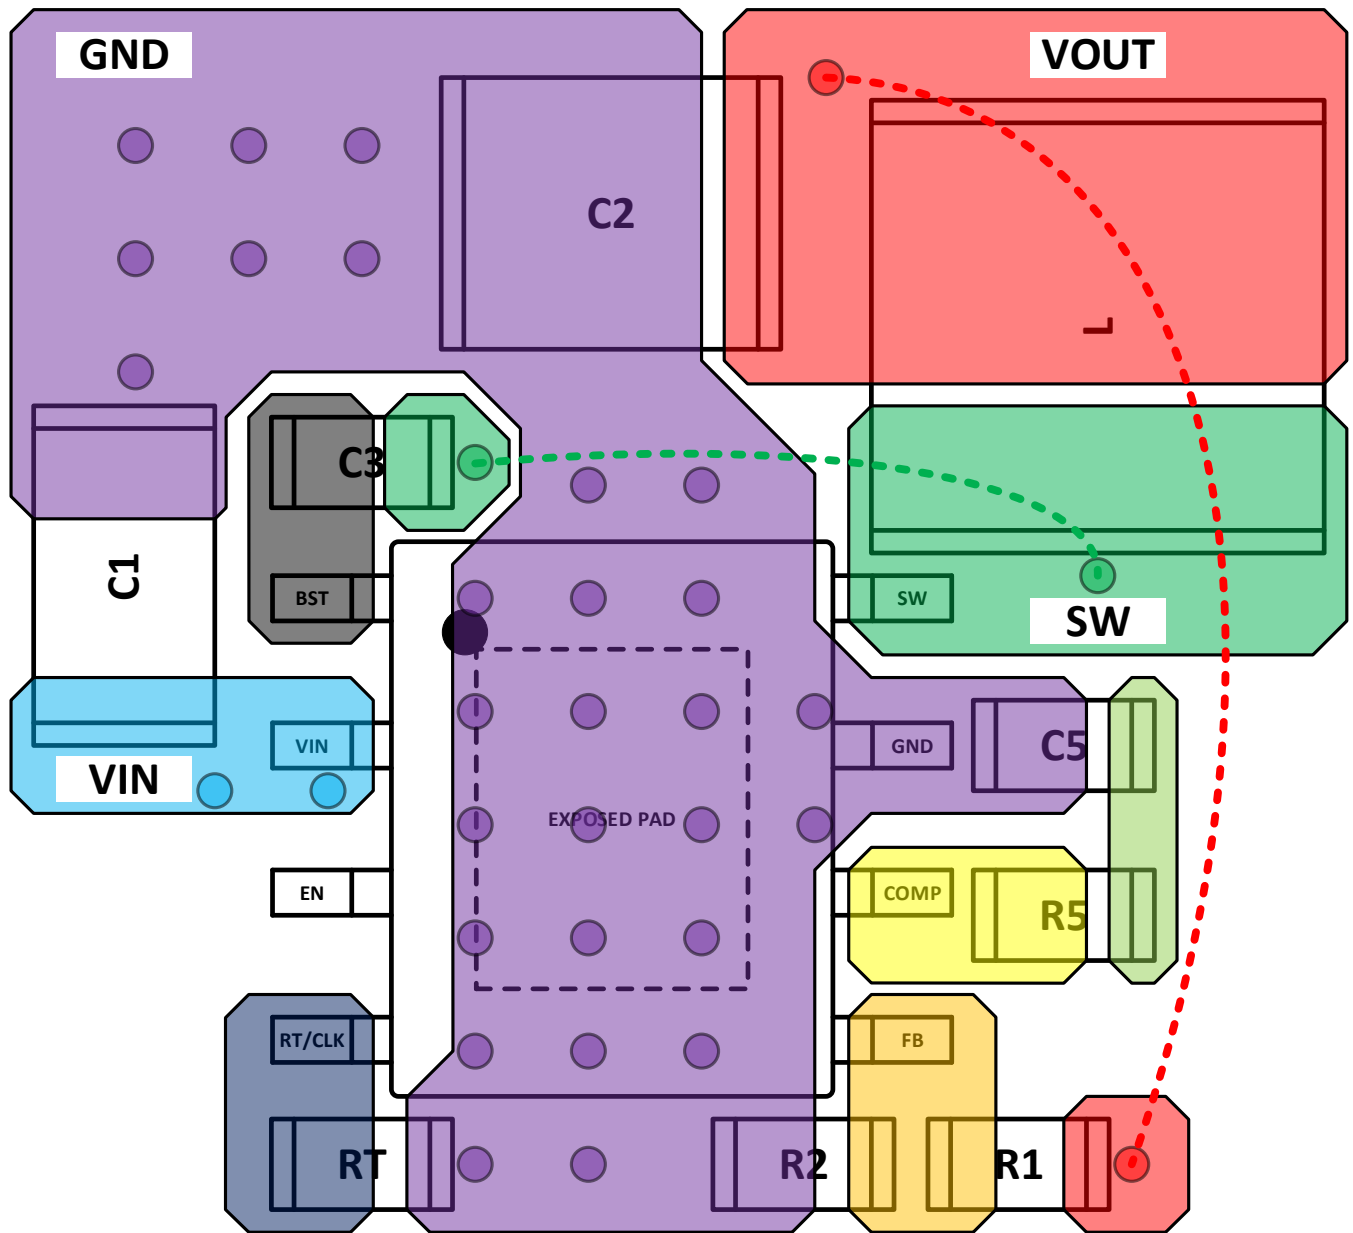 GND
VOUT
C2
L
C3
C1
BST
SW
SW
VIN
GND
C5
VIN
EXPOSED PAD
EN
COMP
R5
RT/CLK
FB
RT
R2
R1